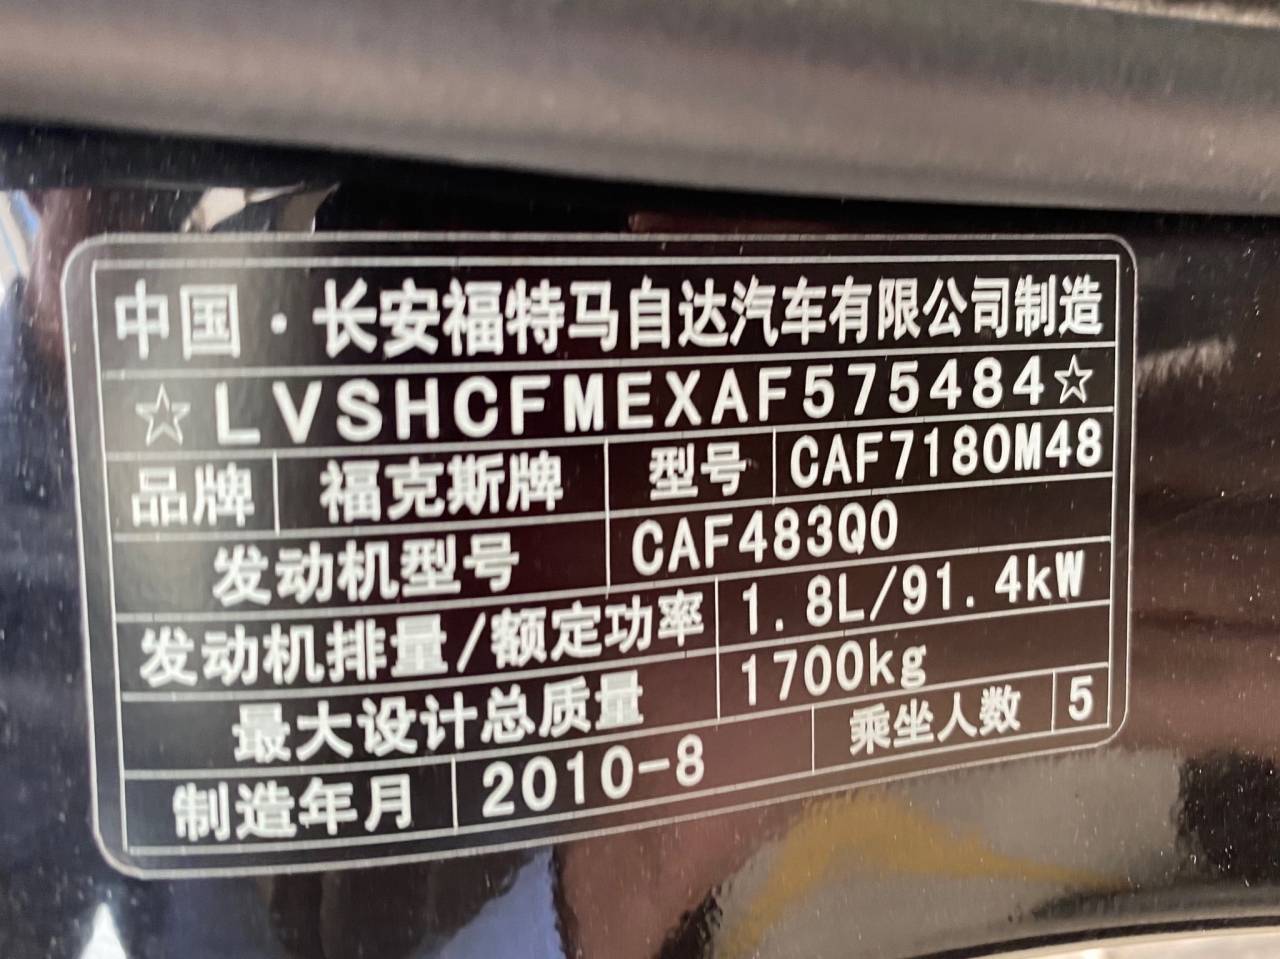 中国·长安福特马自达汽车有限公司制造
☆LVSHCFMEXAF575484☆
品牌 福克斯牌 型号 CAF7180M48
发动机型号 CAF483Q0
发动机排量/额定功率 1.8L/91.4kW
最大设计总质量 1700kg
制造年月 2010-8 乘坐人数 5